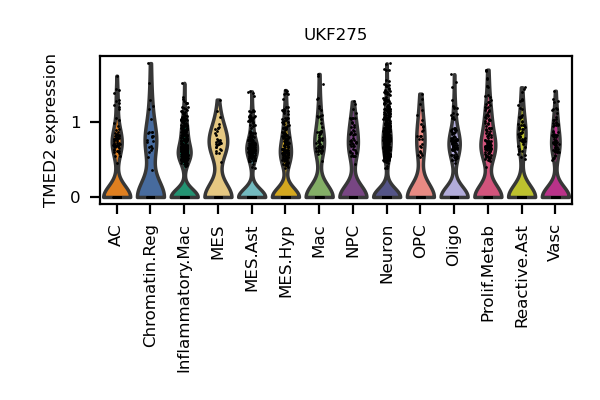 UKF275
TMED2 expression
1
0
AC
Chromatin.Reg
Inflammatory.Mac
MES
MES.Ast
MES.Hyp
Mac
NPC
Neuron
OPC
Oligo
Prolif.Metab
Reactive.Ast
Vasc